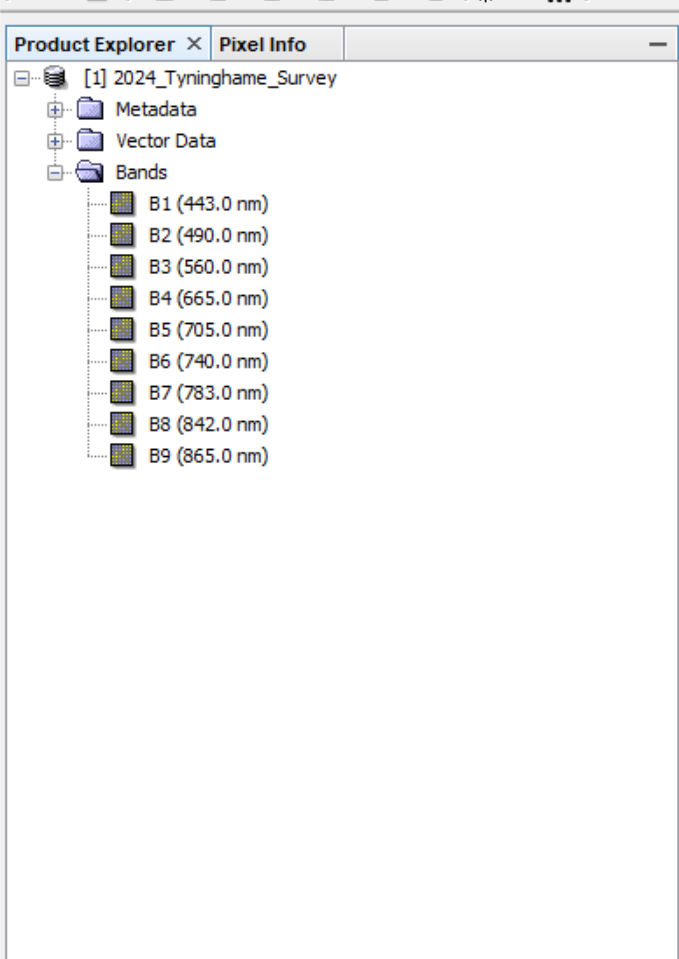 Product Explorer × Pixel Info
[1] 2024_Tyninghame_Survey
Metadata
Vector Data
Bands
B1 (443.0 nm)
B2 (490.0 nm)
B3 (560.0 nm)
B4 (665.0 nm)
B5 (705.0 nm)
B6 (740.0 nm)
B7 (783.0 nm)
B8 (842.0 nm)
B9 (865.0 nm)